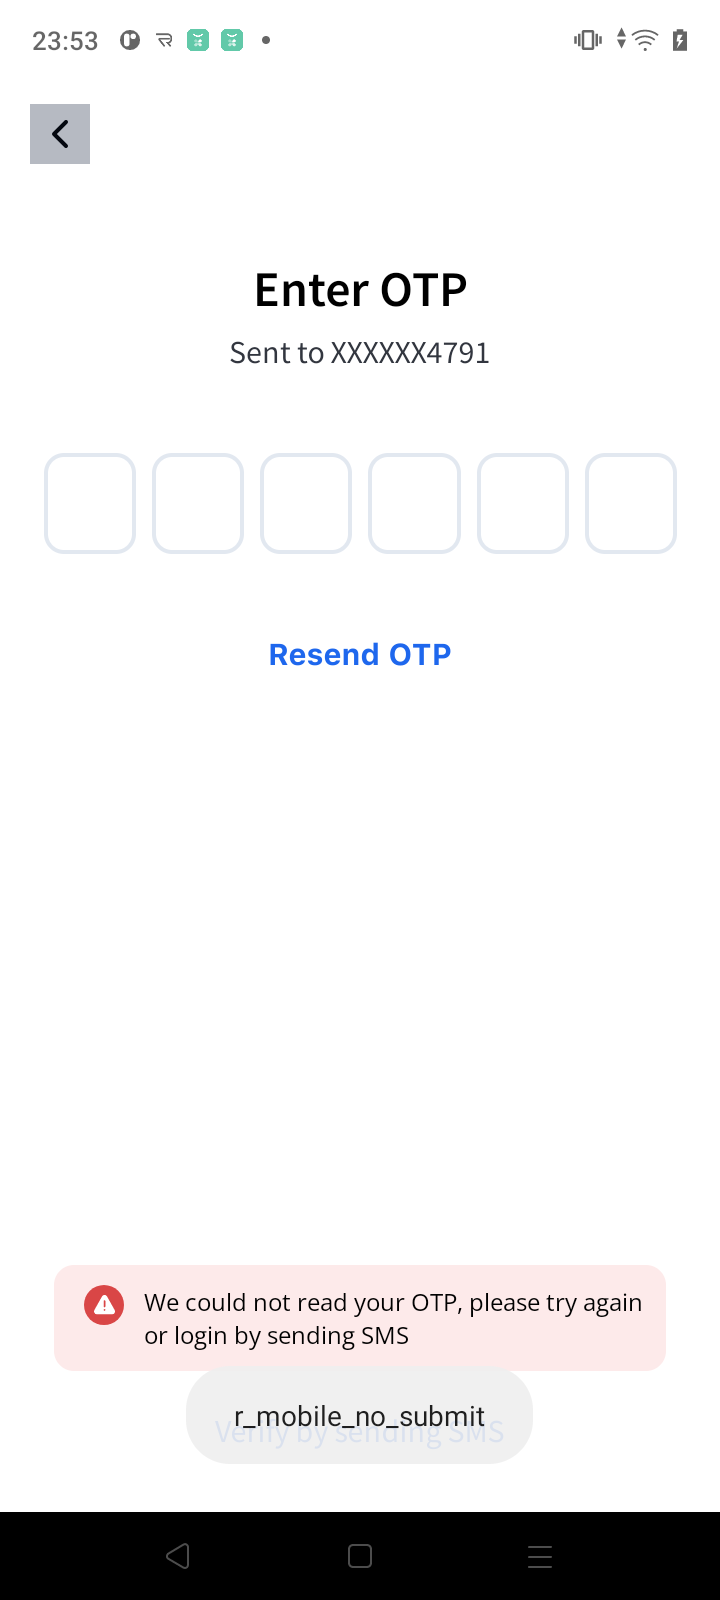 23:53
Enter OTP
Sent to XXXXXX4791
Resend OTP
We could not read your OTP, please try again
or login by sending SMS
r_mobile_no_submit
Verify by sending SMS